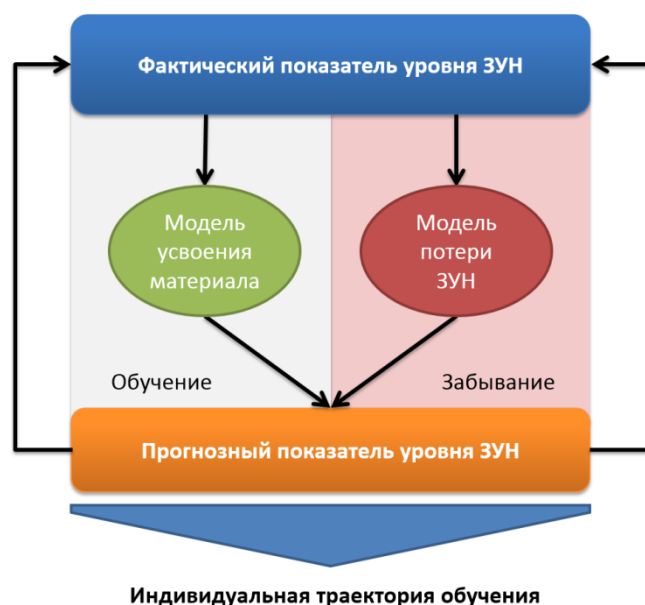 Фактический показатель уровня ЗУН
Модель
усвоения
материала
Модель
потери
ЗУН
Обучение
Забывание
Прогнозный показатель уровня ЗУН
Индивидуальная траектория обучения